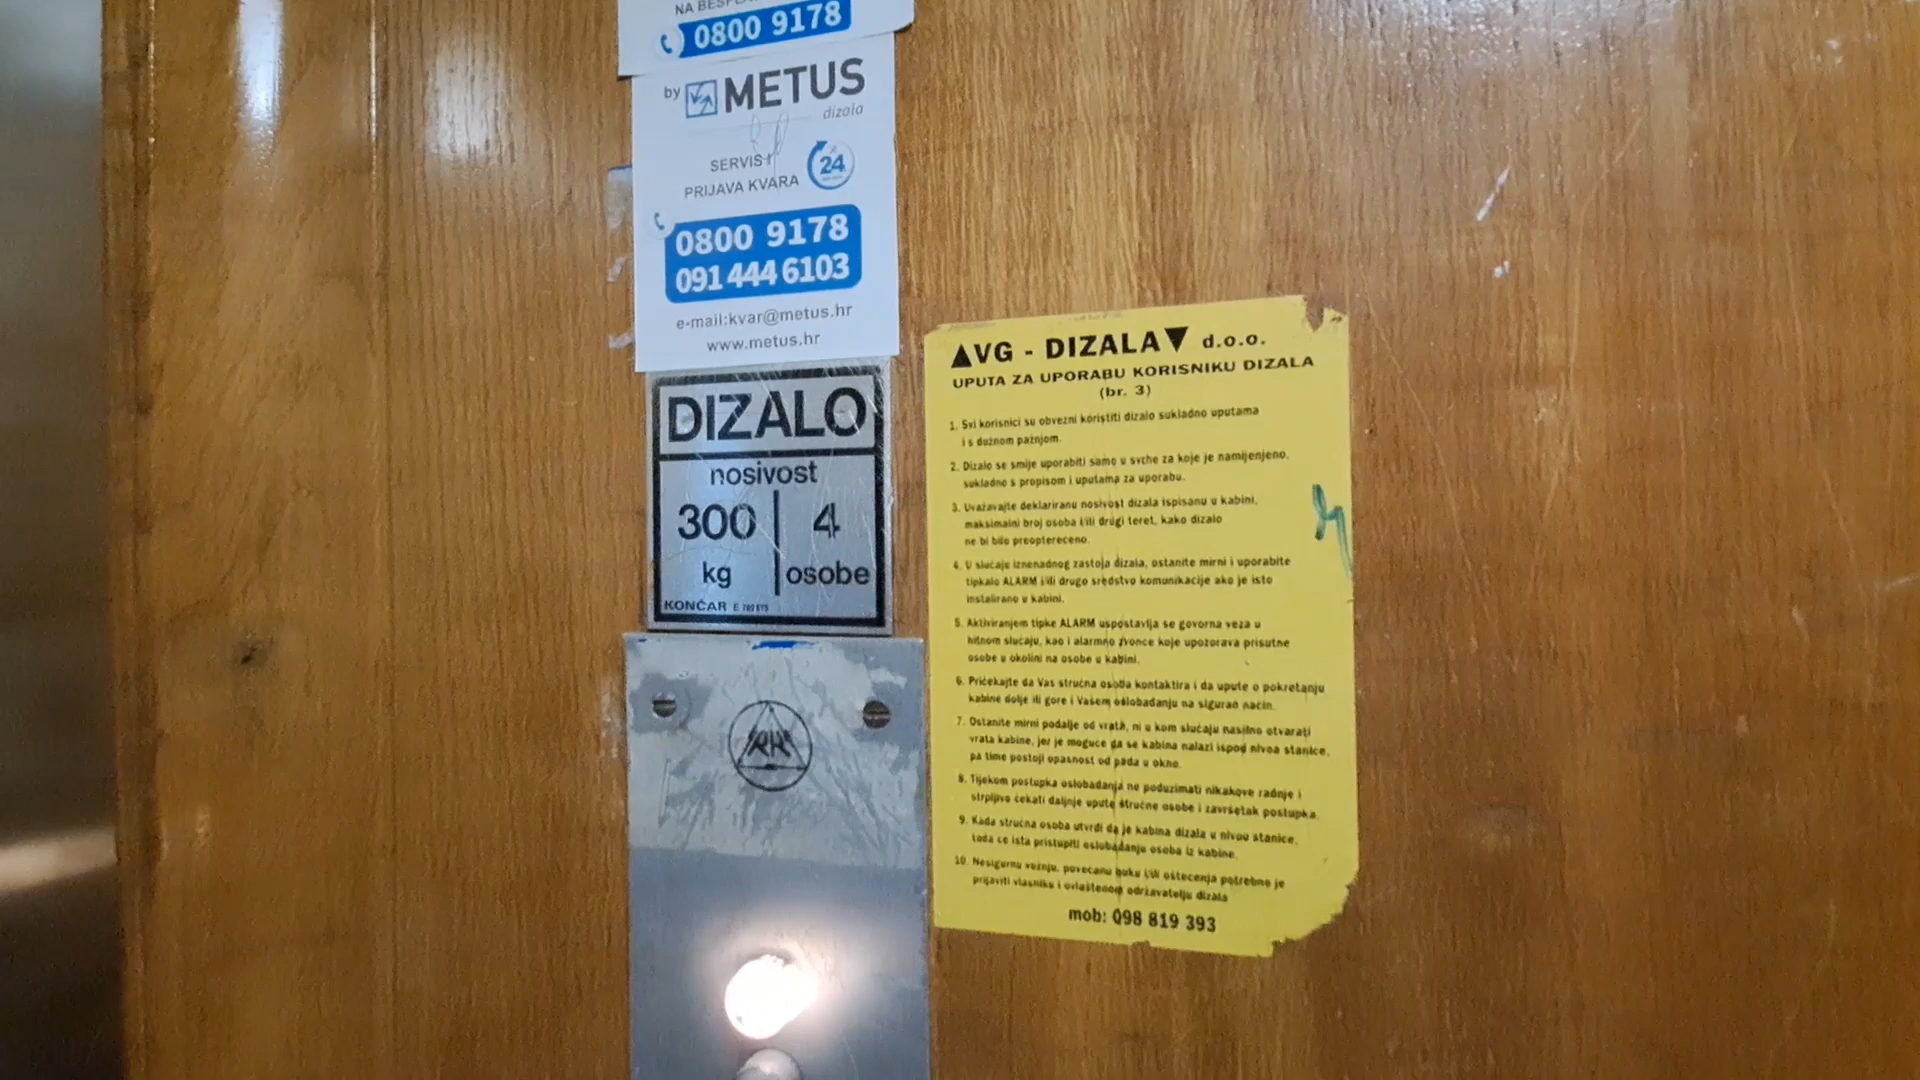 0800 9178
by METUS
dizala
SERVIS I
PRIJAVA KVARA
24
0800 9178
091 444 6103
e-mail:kvar@metus.hr
www.metus.hr
DIZALO
nosivost
300 4
kg osobe
KONČAR E
▲VG - DIZALA▼ d.o.o.
UPUTA ZA UPORABU KORISNIKU DIZALA
(br. 3)
1. Svi korisnici su obvezni koristiti dizalo sukladno uputama
i s dužnom pažnjom.
2. Dizalo se smije uporabiti samo u svrhe za koje je namijenjeno,
sukladno s propisom i uputama za uporabu.
3. Uvažavajte deklariranu nosivost dizala ispisanu u kabini,
maksimalni broj osoba i/ili drugi teret, kako dizalo
ne bi bilo preopterećeno.
4. U slučaju iznenadnog zastoja dizala, ostanite mirni i uporabite
tipkalo ALARM i/ili drugo sredstvo komunikacije ako je isto
instalirano u kabini.
5. Aktiviranjem tipke ALARM uspostavlja se govorna veza u
hitnom slučaju, kao i alarmno zvonce koje upozorava prisutne
osobe u okolini na osobe u kabini.
6. Pričekajte da Vas stručna osoba kontaktira i da upute o pokretanju
kabine dolje ili gore i Vašem oslobađanju na siguran način.
7. Ostanite mirni podalje od vrata, ni u kom slučaju nasilno otvarati
vrata kabine, jer je moguće da se kabina nalazi ispod nivoa stanice,
pa time postoji opasnost od pada u okno.
8. Tijekom postupka oslobađanja ne poduzimati nikakove radnje i
strpljivo čekati daljnje upute stručne osobe i završetak postupka.
9. Kada stručna osoba utvrdi da je kabina dizala u nivou stanice,
tada će ista pristupiti oslobađanju osoba iz kabine.
10. Nesigurnu vožnju, povećanu buku i/ili oštećenja potrebno je
prijaviti vlasniku i ovlaštenom održavatelju dizala
mob: 098 819 393